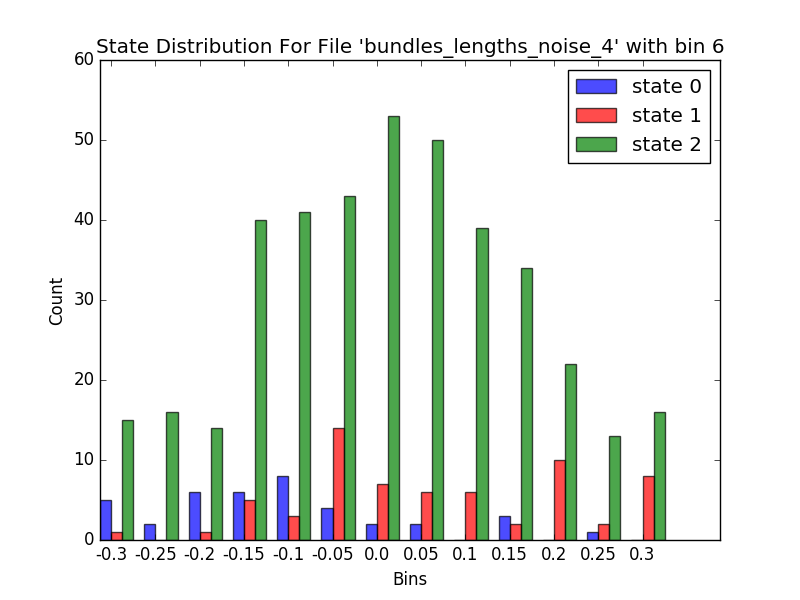 State Distribution For File 'bundles_lengths_noise_4' with bin 6
state 0
state 1
state 2
60
50
40
30
20
10
0
Count
-0.3 -0.25 -0.2 -0.15 -0.1 -0.05 0.0 0.05 0.1 0.15 0.2 0.25 0.3
Bins